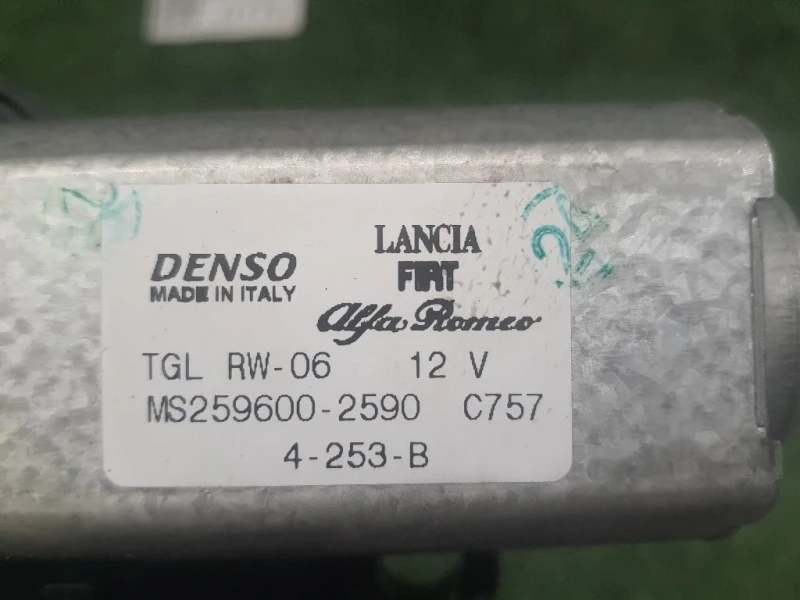 DENSO
MADE IN ITALY
LANCIA
FIAT
Alfa Romeo
TGL RW-06 12 V
MS259600-2590 C757
4-253-B